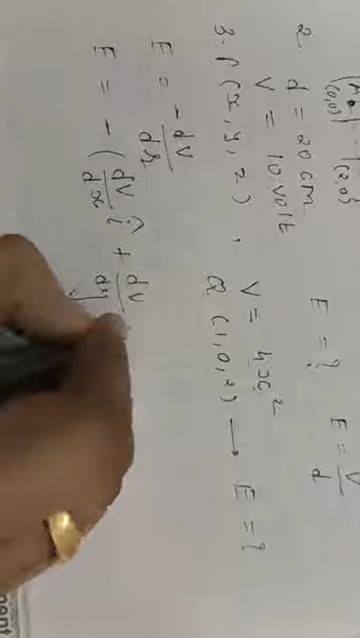 (0,0) (2,0)
2. d = 20 cm E = ? E = V/d
V = 10 volt
3. P(x, y, z), V = 4x²
@ (1, 0, 2) → E = ?
E = - dV/dr
E = - (dV/dx î + dV/dy